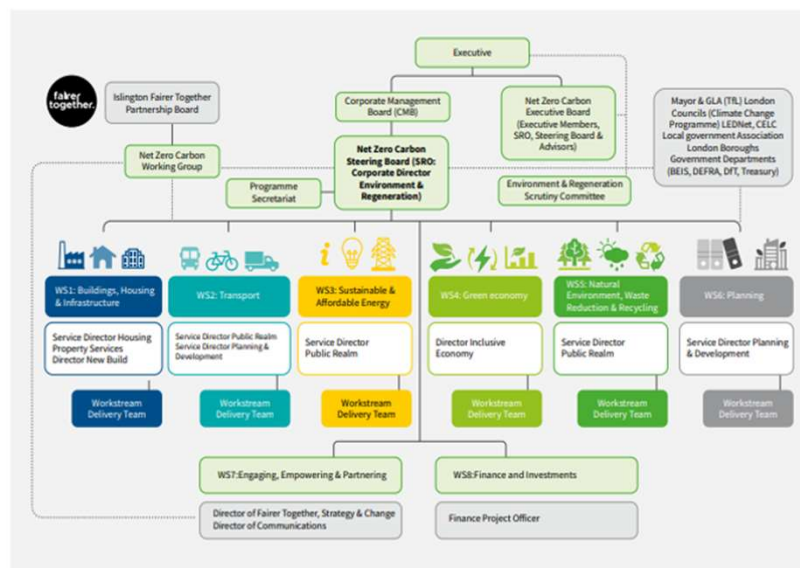 Executive
fairer
together.
Islington Fairer Together
Partnership Board
Corporate Management
Board (CMB)
Net Zero Carbon
Executive Board
(Executive Members,
SRO, Steering Board &
Advisors)
Mayor & GLA (TfL) London
Councils (Climate Change
Programme) LEDNet, CELC
Local government Association
London Boroughs
Government Departments
(BEIS, DEFRA, DfT, Treasury)
Net Zero Carbon
Working Group
Net Zero Carbon
Steering Board (SRO:
Corporate Director
Environment &
Regeneration)
Programme
Secretariat
Environment & Regeneration
Scrutiny Committee
WS1: Buildings, Housing
& Infrastructure
WS2: Transport
WS3: Sustainable &
Affordable Energy
WS4: Green economy
WS5: Natural
Environment, Waste
Reduction & Recycling
WS6: Planning
Service Director Housing
Property Services
Director New Build
Service Director Public Realm
Service Director Planning &
Development
Service Director
Public Realm
Director Inclusive
Economy
Service Director
Public Realm
Service Director Planning
& Development
Workstream
Delivery Team
Workstream
Delivery Team
Workstream
Delivery Team
Workstream
Delivery Team
Workstream
Delivery Team
Workstream
Delivery Team
WS7:Engaging, Empowering & Partnering
WS8:Finance and Investments
Director of Fairer Together, Strategy & Change
Director of Communications
Finance Project Officer